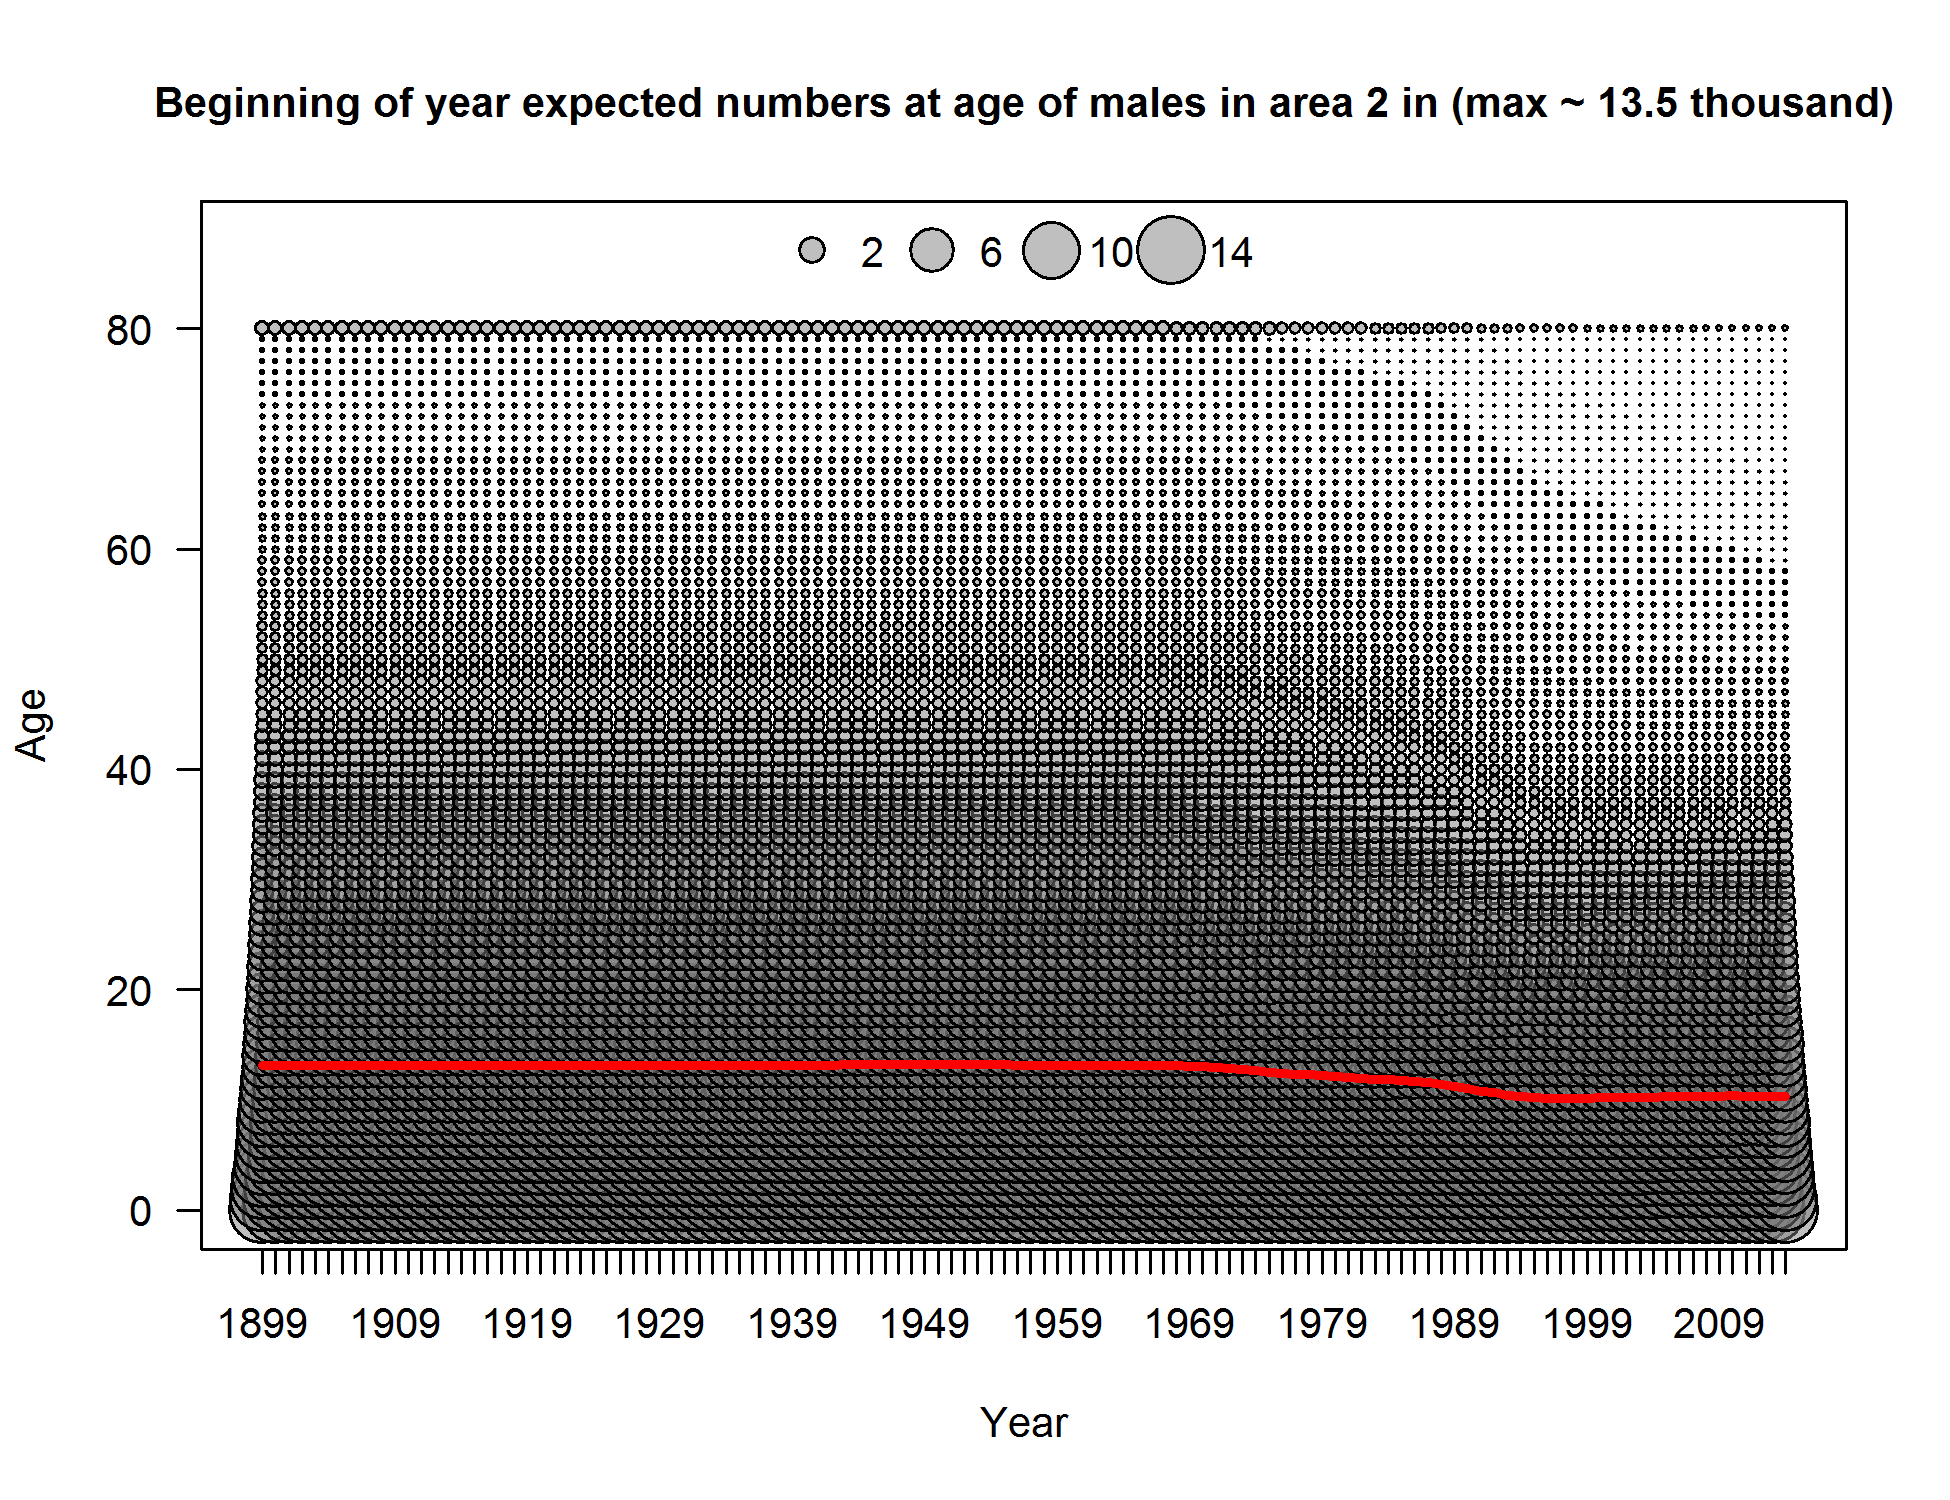 Beginning of year expected numbers at age of males in area 2 in (max ~ 13.5 thousand)
2 6 10 14
80
60
Age
40
20
0
1899 1909 1919 1929 1939 1949 1959 1969 1979 1989 1999 2009
Year